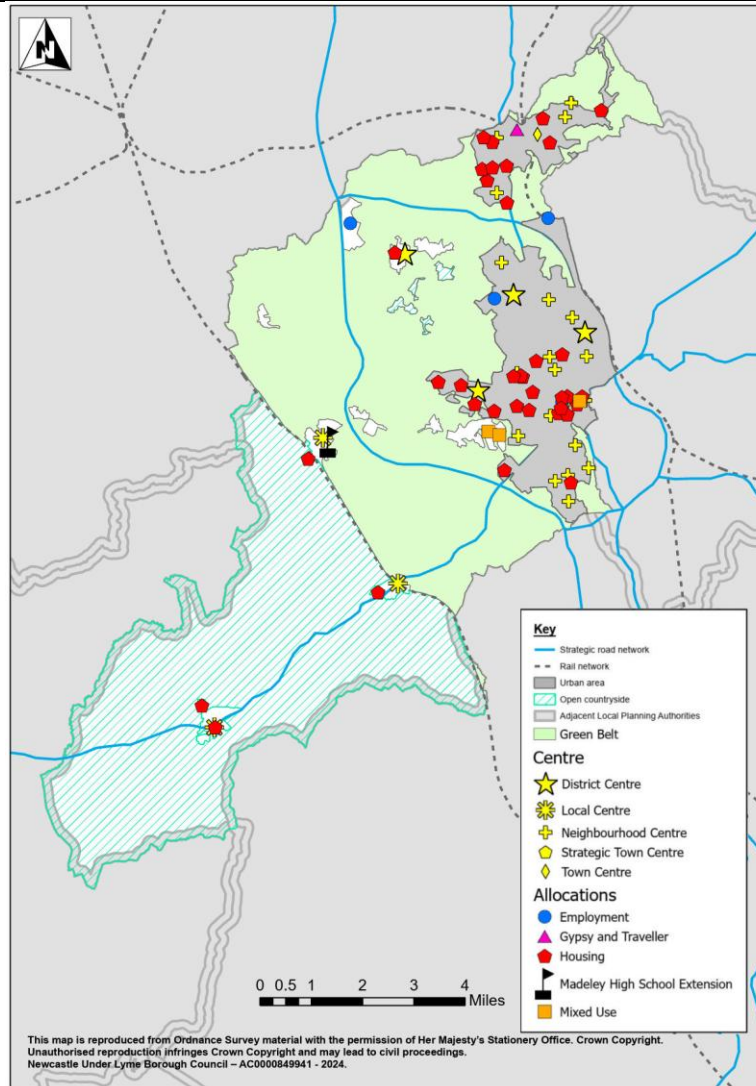 N
Key
Strategic road network
Rail network
Urban area
Open countryside
Adjacent Local Planning Authorities
Green Belt
Centre
District Centre
Local Centre
Neighbourhood Centre
Strategic Town Centre
Town Centre
Allocations
Employment
Gypsy and Traveller
Housing
Madeley High School Extension
Mixed Use
0 0.5 1 2 3 4
Miles
This map is reproduced from Ordnance Survey material with the permission of Her Majesty's Stationery Office. Crown Copyright.
Unauthorised reproduction infringes Crown Copyright and may lead to civil proceedings.
Newcastle Under Lyme Borough Council – AC0000849941 - 2024.